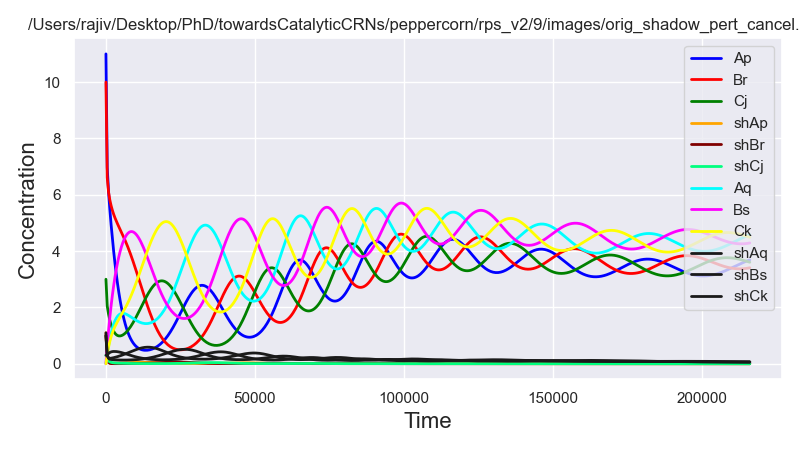 /Users/rajiv/Desktop/PhD/towardsCatalyticCRNs/peppercorn/rps_v2/9/images/orig_shadow_pert_cancel.
Concentration
10
8
6
4
2
0
0
50000
100000
150000
200000
Time
Ap
Br
Cj
shAp
shBr
shCj
Aq
Bs
Ck
shAq
shBs
shCk